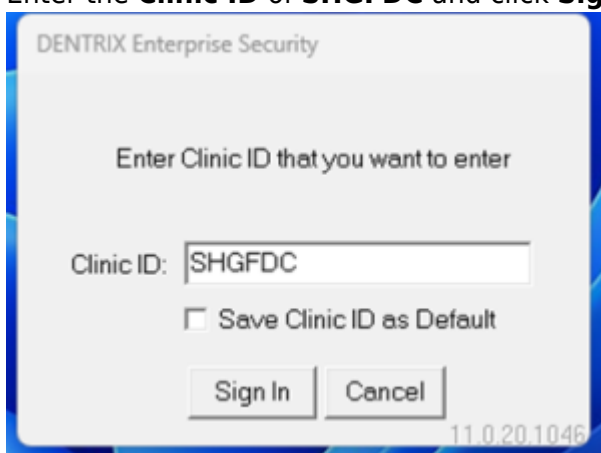 Enter the Clinic ID of SHGFDC and click Sig
DENTRIX Enterprise Security
Enter Clinic ID that you want to enter
Clinic ID: SHGFDC
Save Clinic ID as Default
Sign In Cancel
11.0.20.1046